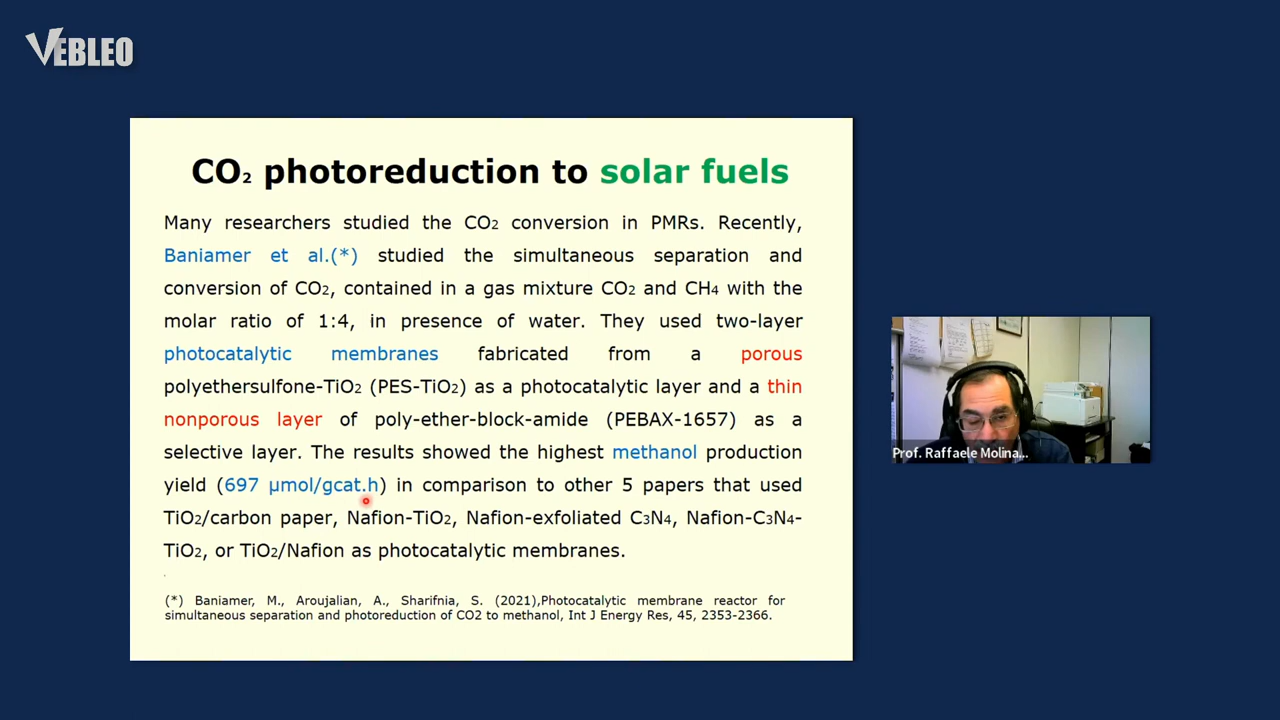 VEBLEO
CO₂ photoreduction to solar fuels
Many researchers studied the CO₂ conversion in PMRs. Recently,
Baniamer et al.(*) studied the simultaneous separation and
conversion of CO₂, contained in a gas mixture CO₂ and CH₄ with the
molar ratio of 1:4, in presence of water. They used two-layer
photocatalytic membranes fabricated from a porous
polyethersulfone-TiO₂ (PES-TiO₂) as a photocatalytic layer and a thin
nonporous layer of poly-ether-block-amide (PEBAX-1657) as a
selective layer. The results showed the highest methanol production
yield (697 µmol/gcat.h) in comparison to other 5 papers that used
TiO₂/carbon paper, Nafion-TiO₂, Nafion-exfoliated C₃N₄, Nafion-C₃N₄-
TiO₂, or TiO₂/Nafion as photocatalytic membranes.
(*) Baniamer, M., Aroujalian, A., Sharifnia, S. (2021),Photocatalytic membrane reactor for
simultaneous separation and photoreduction of CO2 to methanol, Int J Energy Res, 45, 2353-2366.
Prof. Raffaele Molina...